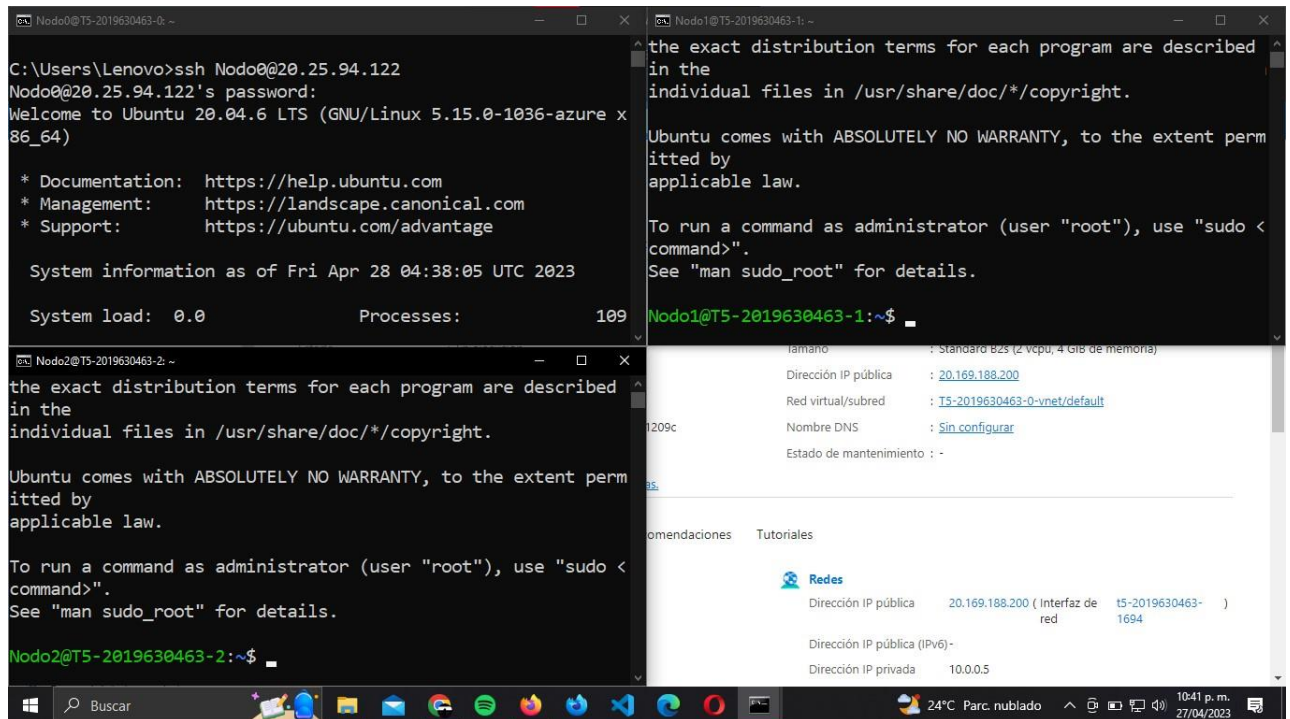 Nodo0@T5-2019630463-0: ~
C:\Users\Lenovo>ssh Nodo0@20.25.94.122
Nodo0@20.25.94.122's password:
Welcome to Ubuntu 20.04.6 LTS (GNU/Linux 5.15.0-1036-azure x
86_64)
* Documentation:  https://help.ubuntu.com
* Management:     https://landscape.canonical.com
* Support:        https://ubuntu.com/advantage
System information as of Fri Apr 28 04:38:05 UTC 2023
System load:  0.0               Processes:             109
Nodo1@T5-2019630463-1: ~
the exact distribution terms for each program are described
in the
individual files in /usr/share/doc/*/copyright.
Ubuntu comes with ABSOLUTELY NO WARRANTY, to the extent perm
itted by
applicable law.
To run a command as administrator (user "root"), use "sudo <
command>".
See "man sudo_root" for details.
Nodo1@T5-2019630463-1:~$
Nodo2@T5-2019630463-2: ~
the exact distribution terms for each program are described
in the
individual files in /usr/share/doc/*/copyright.
Ubuntu comes with ABSOLUTELY NO WARRANTY, to the extent perm
itted by
applicable law.
To run a command as administrator (user "root"), use "sudo <
command>".
See "man sudo_root" for details.
Nodo2@T5-2019630463-2:~$
Tamaño : Standard B2s (2 vcpu, 4 GiB de memoria)
Dirección IP pública : 20.169.188.200
Red virtual/subred : T5-2019630463-0-vnet/default
1209c Nombre DNS : Sin configurar
Estado de mantenimiento : -
as.
omendaciones Tutoriales
Redes
Dirección IP pública 20.169.188.200 ( Interfaz de t5-2019630463- )
red 1694
Dirección IP pública (IPv6) -
Dirección IP privada 10.0.0.5
Buscar
24°C Parc. nublado
10:41 p. m.
27/04/2023